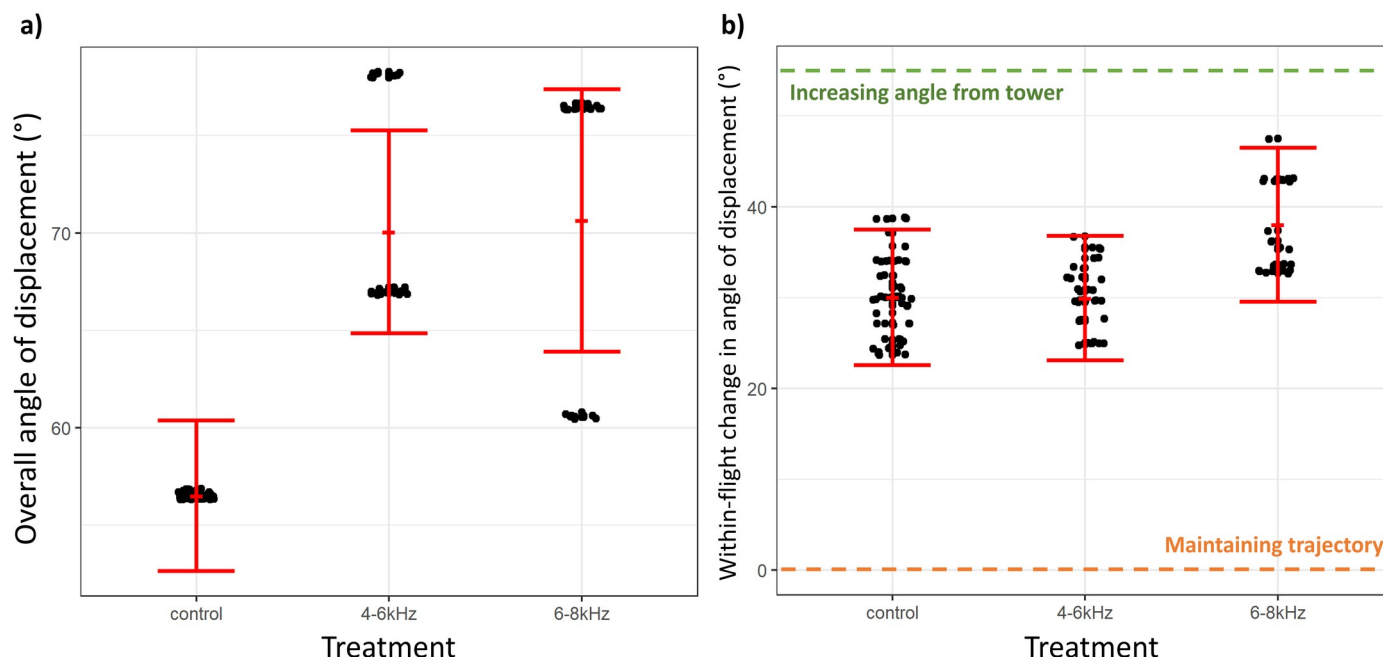 a)
Overall angle of displacement (°)
70
60
control
4-6kHz
6-8kHz
Treatment
b)
Within-flight change in angle of displacement (°)
Increasing angle from tower
40
20
Maintaining trajectory
0
control
4-6kHz
6-8kHz
Treatment